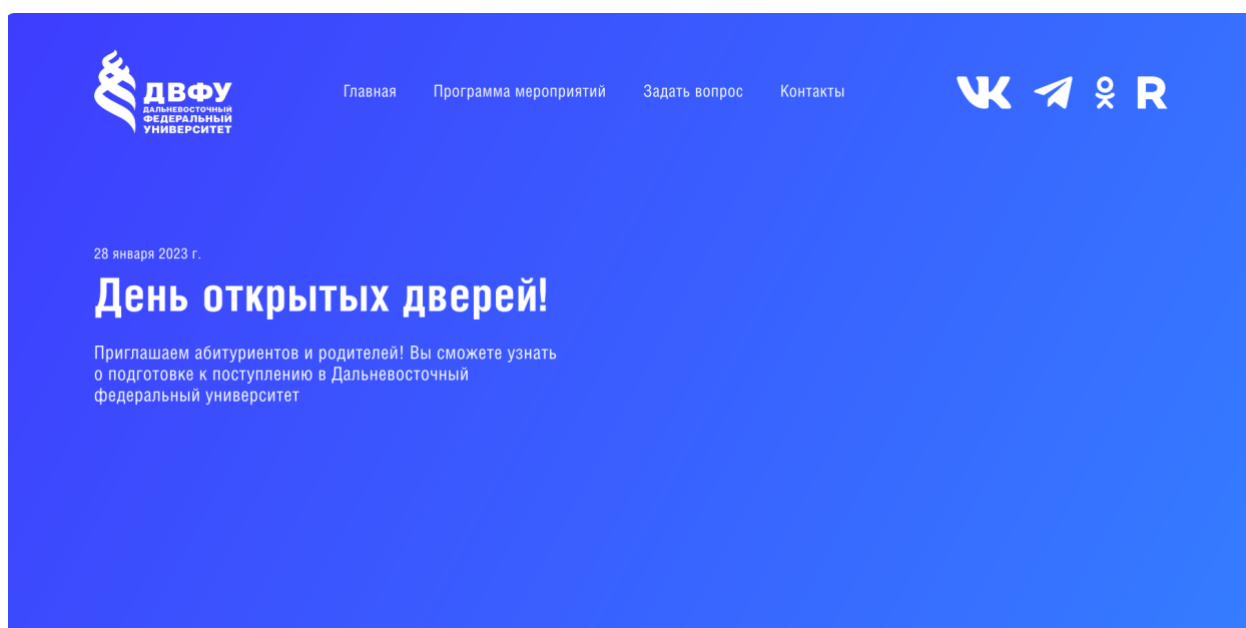 ДВФУ
ДАЛЬНЕВОСТОЧНЫЙ
ФЕДЕРАЛЬНЫЙ
УНИВЕРСИТЕТ
Главная Программа мероприятий Задать вопрос Контакты
VK R
28 января 2023 г.
День открытых дверей!
Приглашаем абитуриентов и родителей! Вы сможете узнать
о подготовке к поступлению в Дальневосточный
федеральный университет